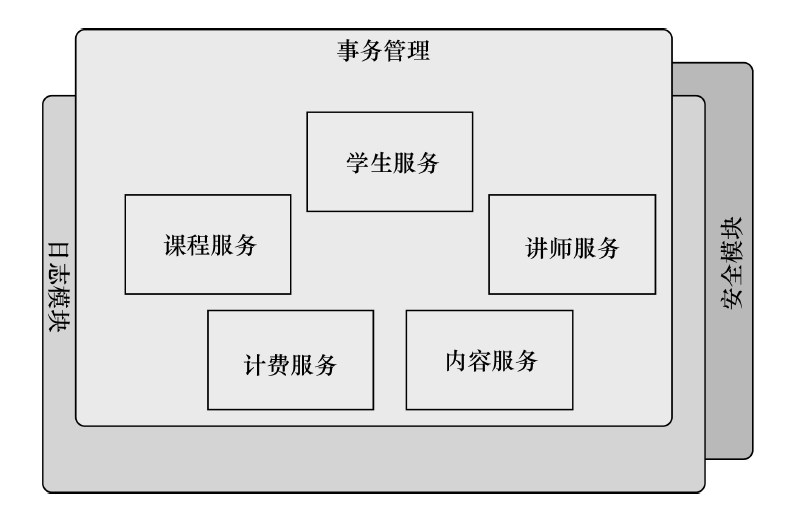 事务管理
学生服务
课程服务
讲师服务
计费服务
内容服务
日志模块
安全模块